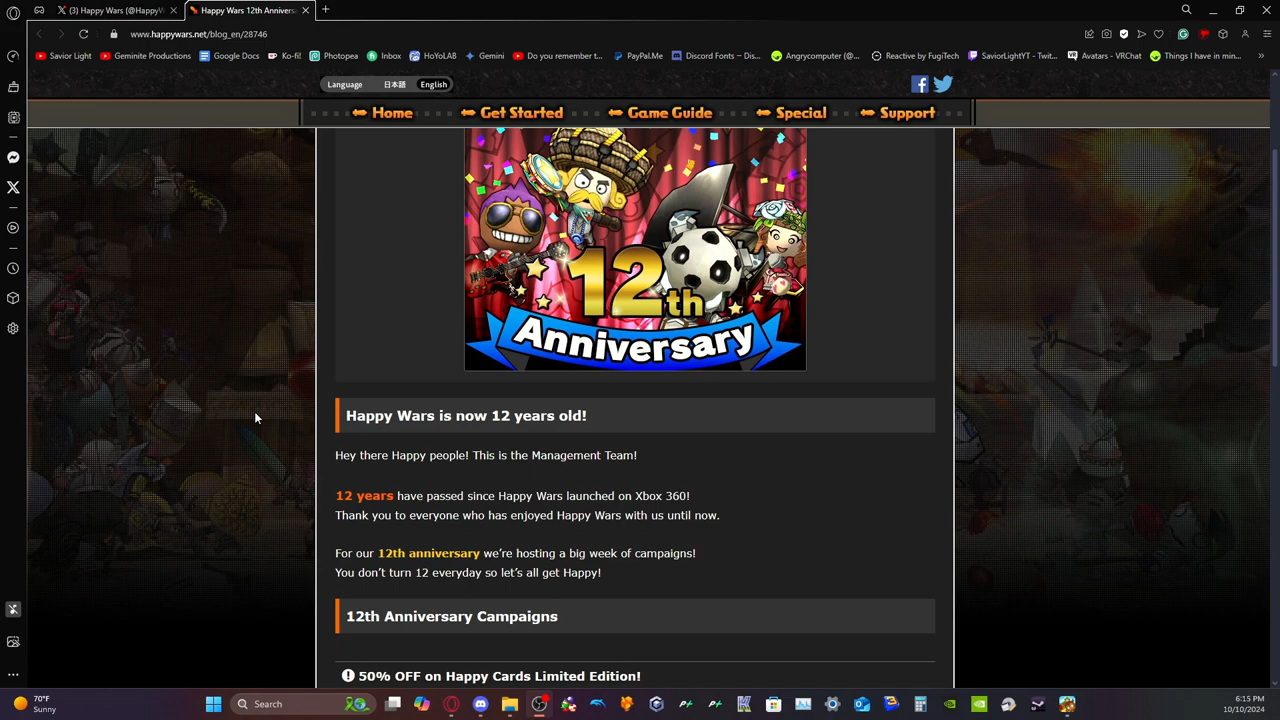 (3) Happy Wars (@HappyW
Happy Wars 12th Anniversa
www.happywars.net/blog_en/28746
Savior Light
Geminite Productions
Google Docs
Ko-fi
Photopea
Inbox
HoYoLAB
Gemini
Do you remember t...
PayPal.Me
Discord Fonts – Dis...
Angrycomputer (@...
Reactive by FugiTech
SaviorLightYT - Twit...
Avatars - VRChat
Things I have in min...
Language
日本語
English
Home
Get Started
Game Guide
Special
Support
12th
Anniversary
Happy Wars is now 12 years old!
Hey there Happy people! This is the Management Team!
12 years have passed since Happy Wars launched on Xbox 360!
Thank you to everyone who has enjoyed Happy Wars with us until now.
For our 12th anniversary we're hosting a big week of campaigns!
You don't turn 12 everyday so let's all get Happy!
12th Anniversary Campaigns
50% OFF on Happy Cards Limited Edition!
70°F
Sunny
Search
6:15 PM
10/10/2024